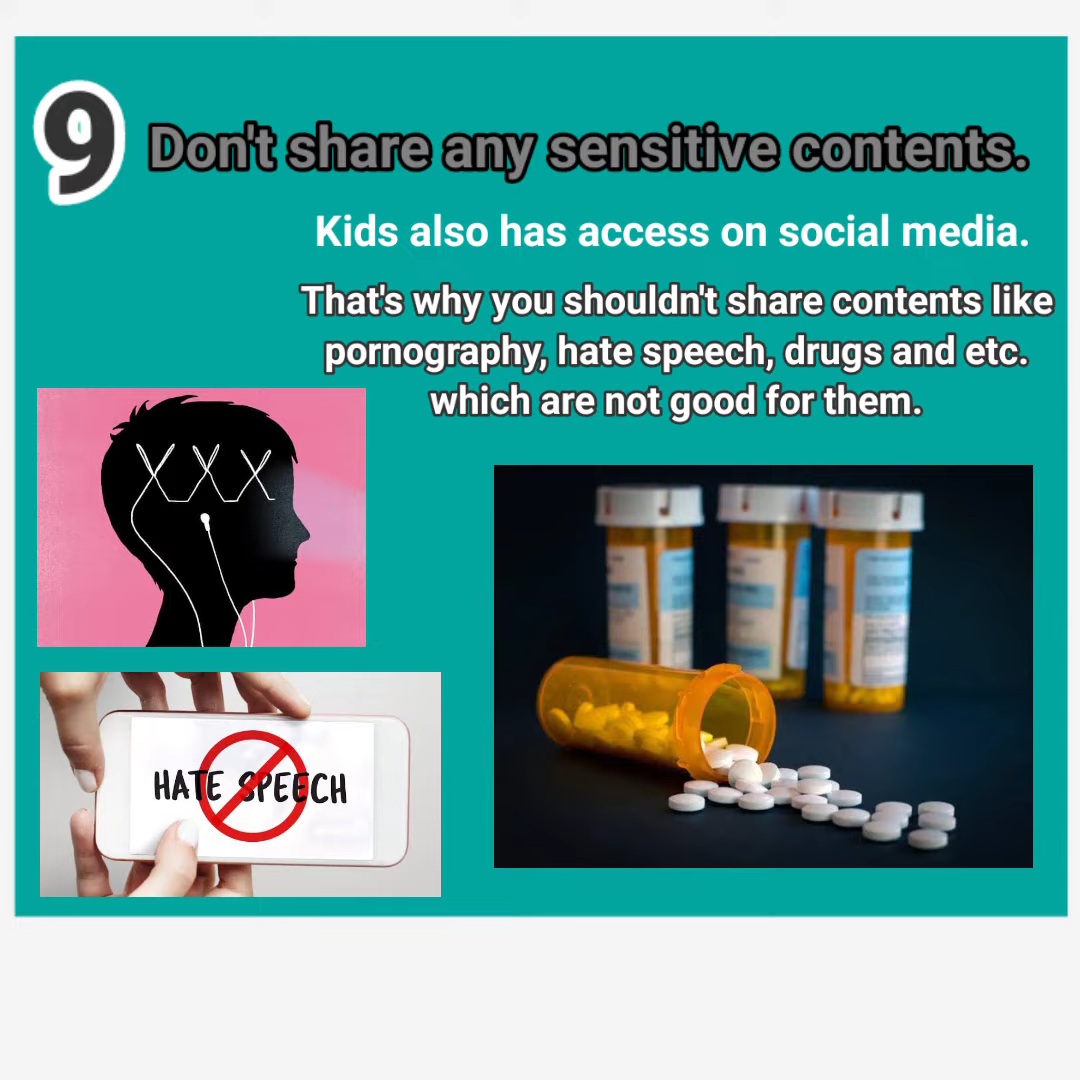 9
Don't share any sensitive contents.
Kids also has access on social media.
That's why you shouldn't share contents like
pornography, hate speech, drugs and etc.
which are not good for them.
XXX
HATE SPEECH